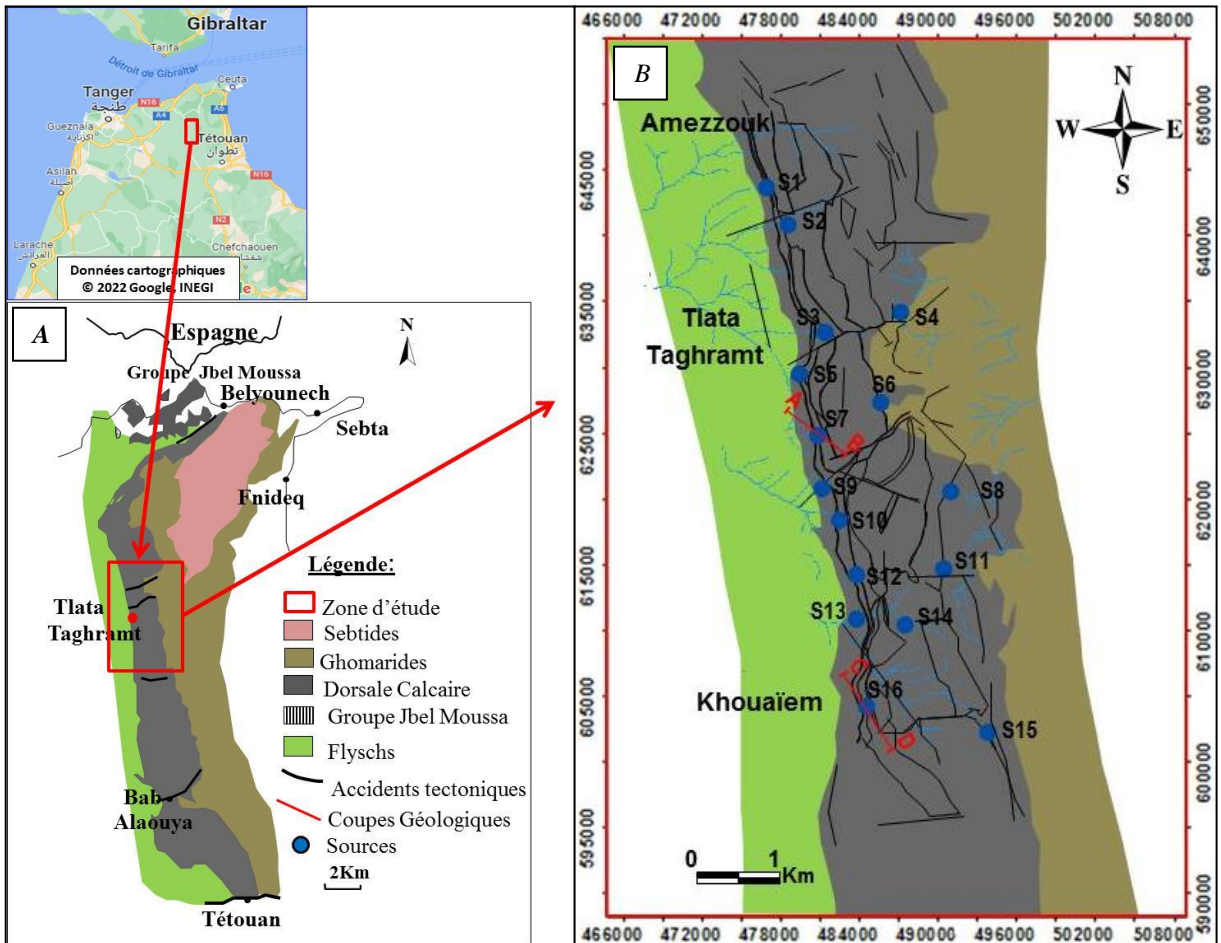 Gibraltar
Tarifa
Détroit de Gibraltar
Ceuta
Tanger
طنجة
N16
A4
A6
Gueznaia
اكزناية
Tétouan
تطوان
Asilah
أصيلة
N16
N2
Larache
العرائش
Chefchaouen
شفشاون
Données cartographiques
© 2022 Google, INEGI
A
Espagne
N
Groupe Jbel Moussa
Belyounech
Sebta
Fnideq
Légende:
Zone d'étude
Sebtides
Ghomarides
Dorsale Calcaire
Groupe Jbel Moussa
Flyschs
Accidents tectoniques
Coupes Géologiques
Sources
2Km
Tlata
Taghramt
Bab
Alaouya
Tétouan
4660000 472000 478000 484000 490000 496000 502000 508000
B
N
W E
S
Amezzouk
S1
S2
Tlata
Taghramt
S3
S4
S5
S6
A
S7
B
S9
S8
S10
S12
S11
S13
S14
C
Khouaïem
S16
D
S15
0 1
Km
6500000
645000
640000
635000
630000
625000
620000
615000
610000
605000
600000
595000
590000
4660000 472000 478000 484000 490000 496000 502000 508000